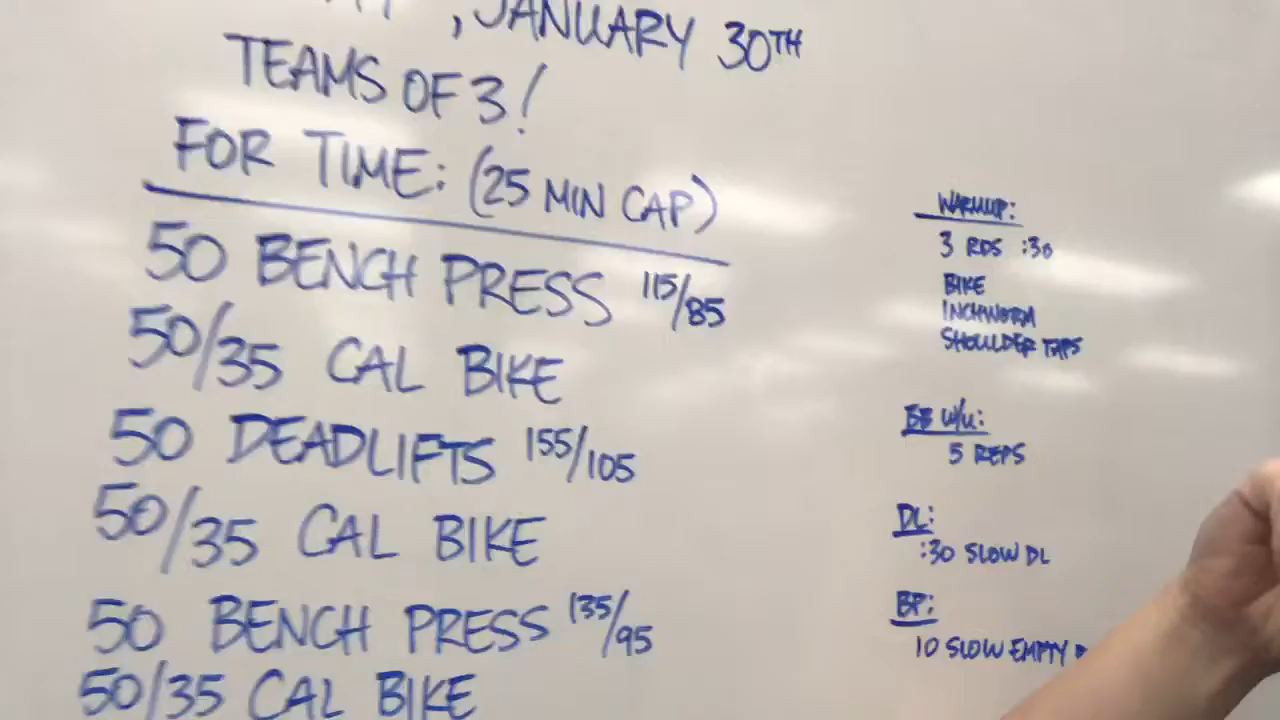 , JANUARY 30TH
TEAMS OF 3!
FOR TIME: (25 MIN CAP)
50 BENCH PRESS 115/85
50/35 CAL BIKE
50 DEADLIFTS 155/105
50/35 CAL BIKE
50 BENCH PRESS 135/95
50/35 CAL BIKE
WARMUP:
3 RDS :30
BIKE
INCHWORM
SHOULDER TAPS
BB W/U:
5 REPS
DL:
:30 SLOW DL
BP:
10 SLOW EMPTY